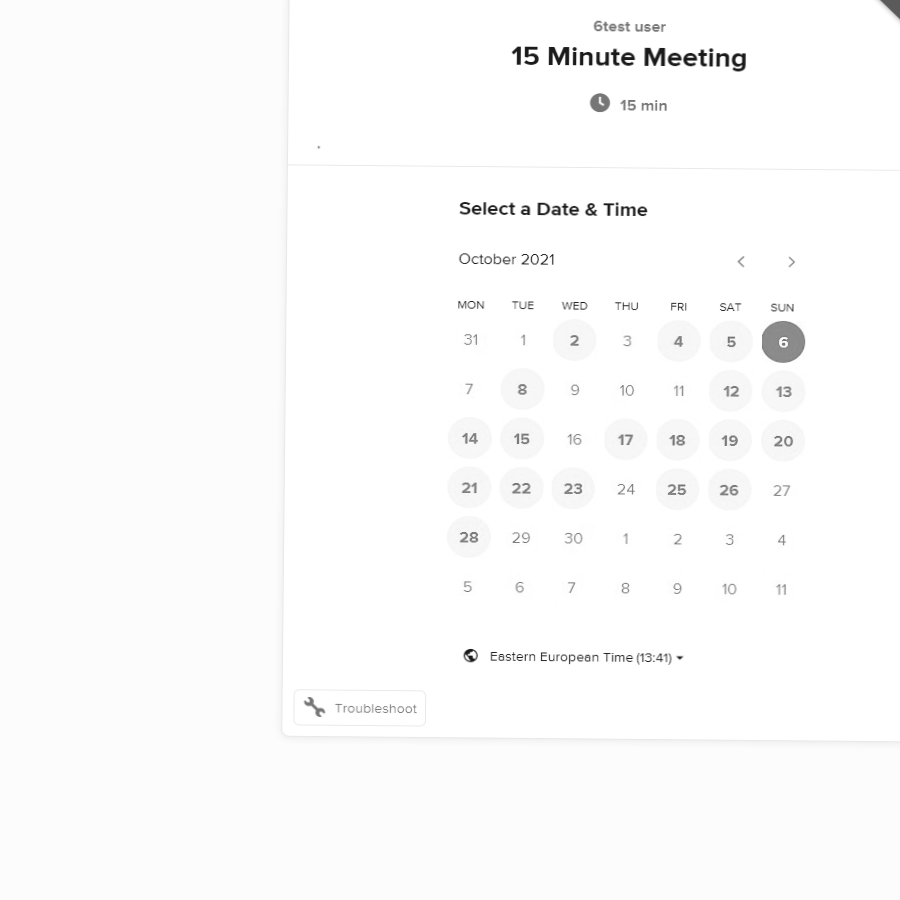 6test user
15 Minute Meeting
15 min
.
Select a Date & Time
October 2021
MON TUE WED THU FRI SAT SUN
31 1 2 3 4 5 6
7 8 9 10 11 12 13
14 15 16 17 18 19 20
21 22 23 24 25 26 27
28 29 30 1 2 3 4
5 6 7 8 9 10 11
Eastern European Time (13:41)
Troubleshoot